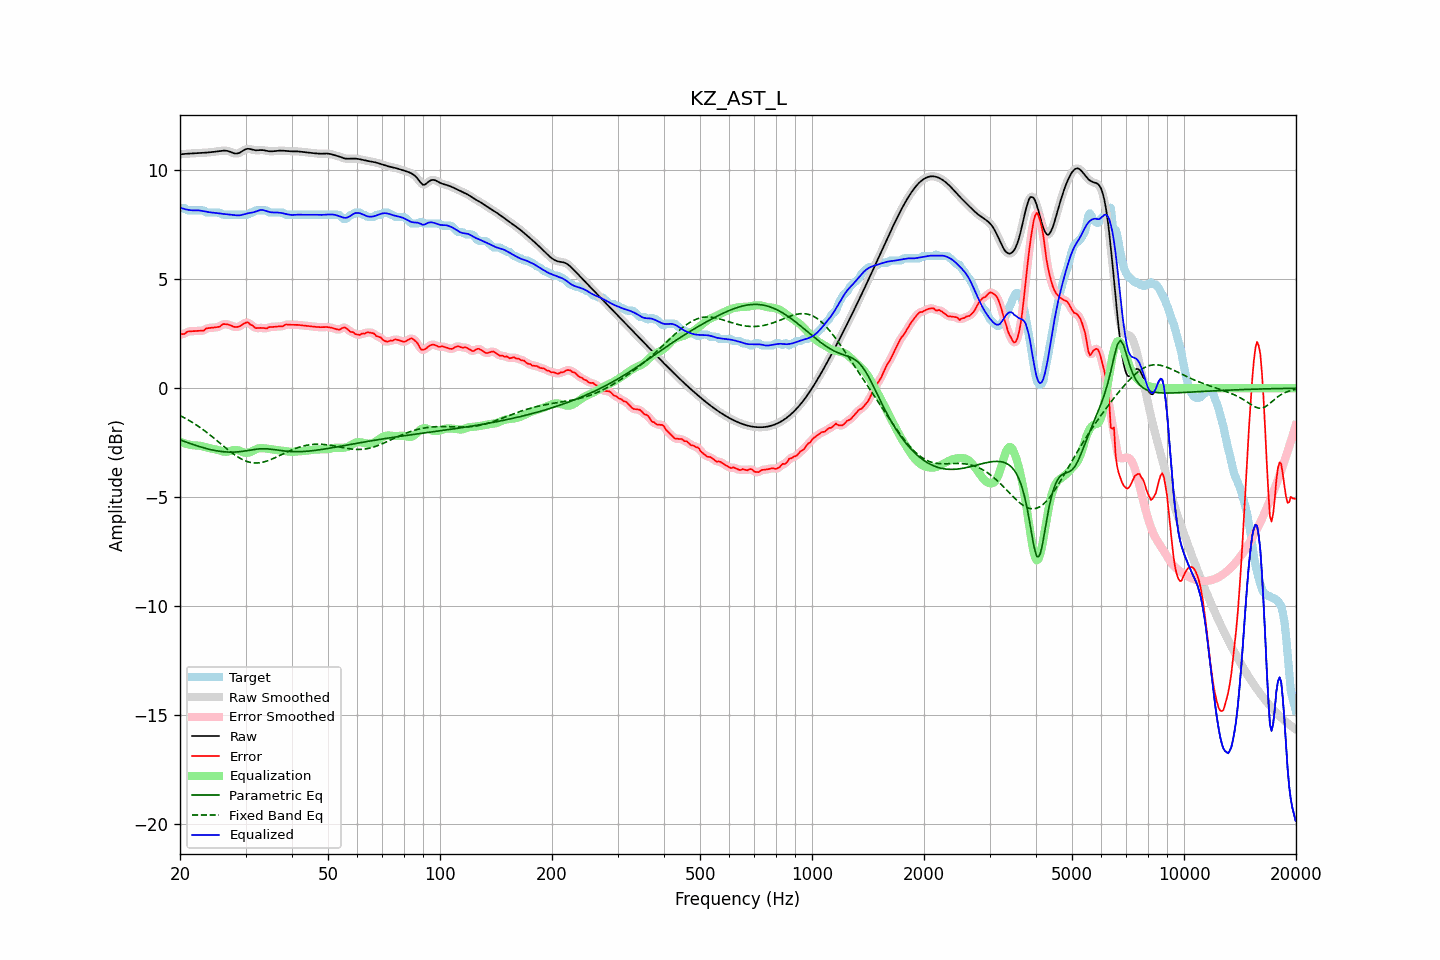 KZ_AST_L
Amplitude (dBr)
10
5
0
−5
−10
−15
−20
Target
Raw Smoothed
Error Smoothed
Raw
Error
Equalization
Parametric Eq
Fixed Band Eq
Equalized
20 50 100 200 500 1000 2000 5000 10000 20000
Frequency (Hz)